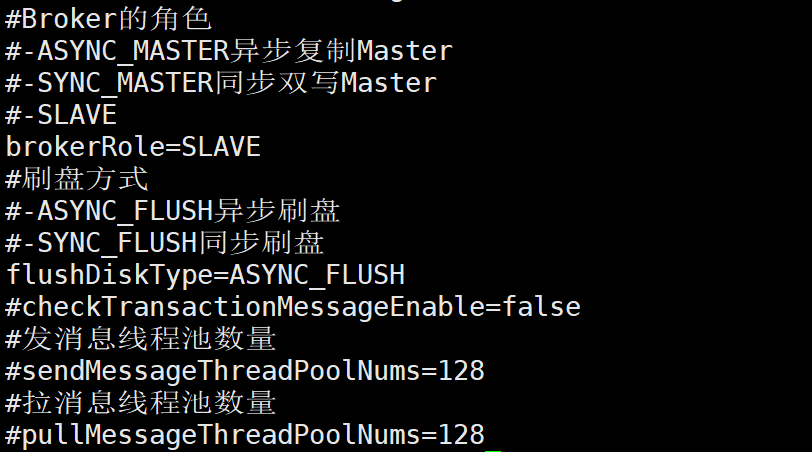 #Broker的角色
#-ASYNC_MASTER异步复制Master
#-SYNC_MASTER同步双写Master
#-SLAVE
brokerRole=SLAVE
#刷盘方式
#-ASYNC_FLUSH异步刷盘
#-SYNC_FLUSH同步刷盘
flushDiskType=ASYNC_FLUSH
#checkTransactionMessageEnable=false
#发消息线程池数量
#sendMessageThreadPoolNums=128
#拉消息线程池数量
#pullMessageThreadPoolNums=128